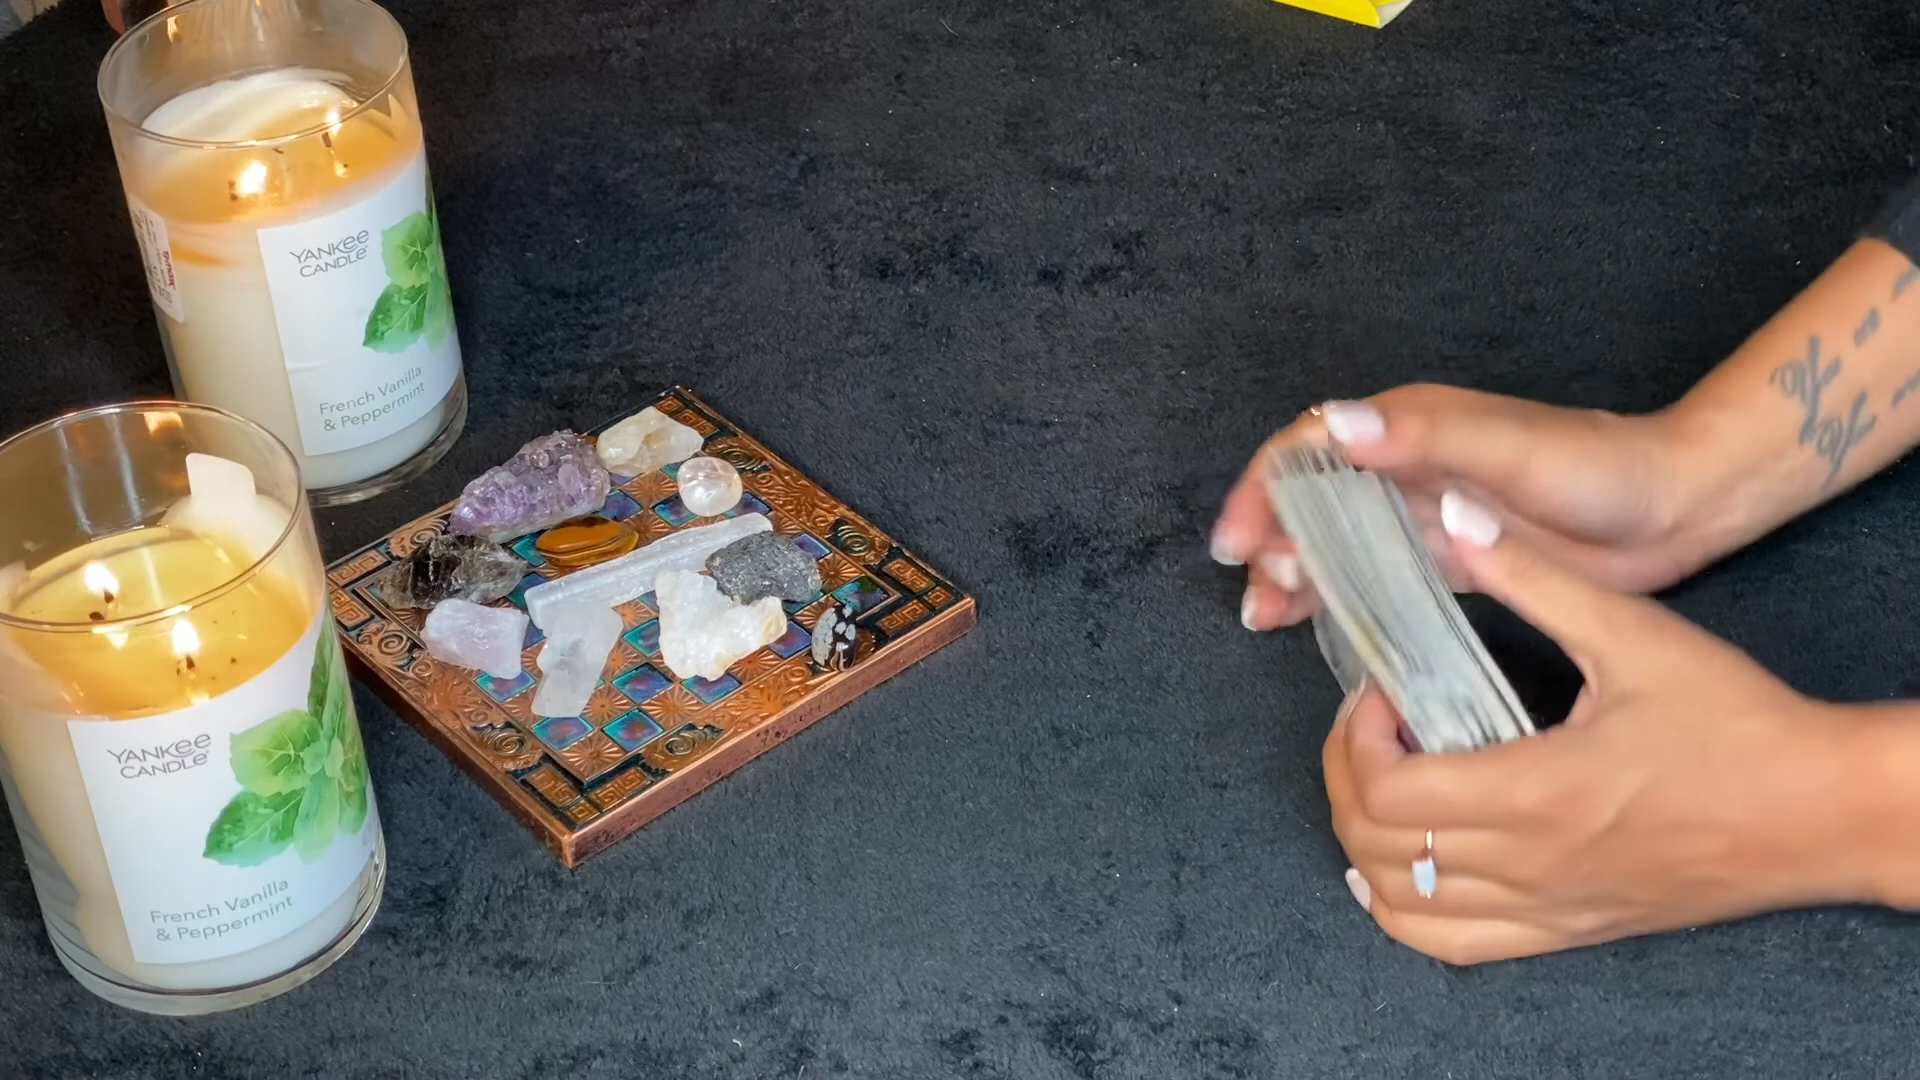 YANKEE
CANDLE
French Vanilla
& Peppermint
YANKEE
CANDLE
French Vanilla
& Peppermint